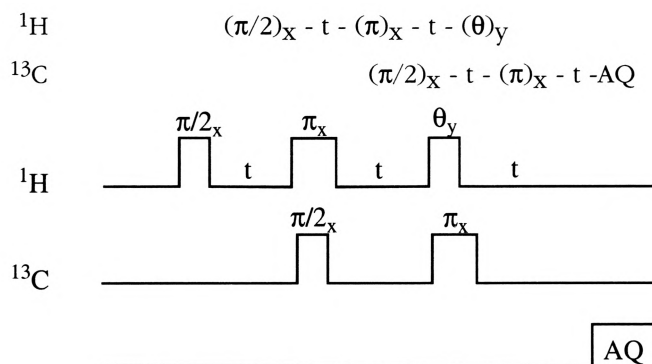 ¹H (π/2)x - t - (π)x - t - (θ)y
¹³C (π/2)x - t - (π)x - t -AQ
π/2x πx θy
¹H t t t
π/2x πx
¹³C
AQ